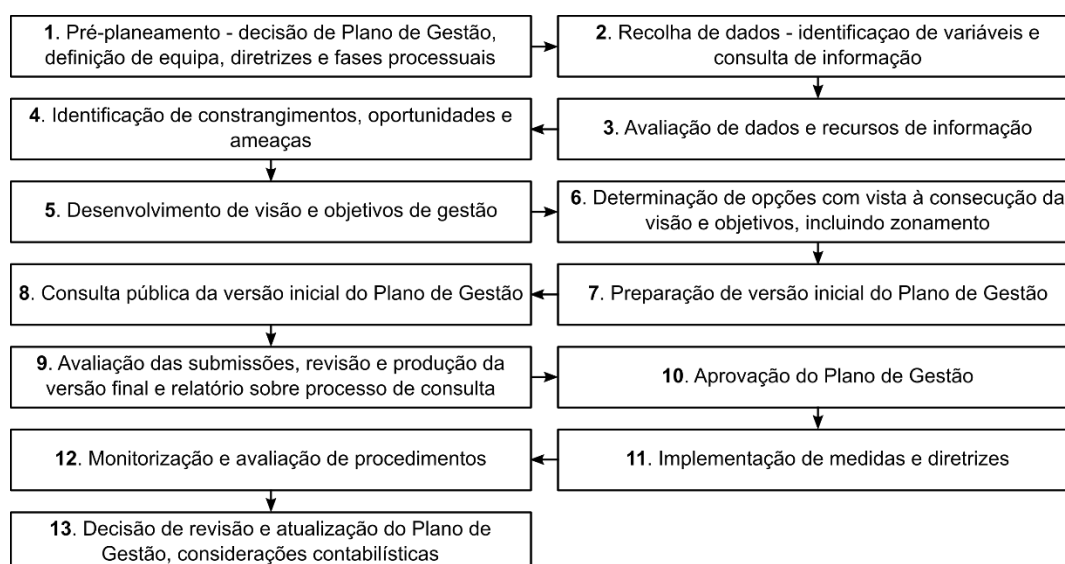 1. Pré-planeamento - decisão de Plano de Gestão,
definição de equipa, diretrizes e fases processuais
2. Recolha de dados - identificaçao de variáveis e
consulta de informação
3. Avaliação de dados e recursos de informação
4. Identificação de constrangimentos, oportunidades e
ameaças
5. Desenvolvimento de visão e objetivos de gestão
6. Determinação de opções com vista à consecução da
visão e objetivos, incluindo zonamento
7. Preparação de versão inicial do Plano de Gestão
8. Consulta pública da versão inicial do Plano de Gestão
9. Avaliação das submissões, revisão e produção da
versão final e relatório sobre processo de consulta
10. Aprovação do Plano de Gestão
11. Implementação de medidas e diretrizes
12. Monitorização e avaliação de procedimentos
13. Decisão de revisão e atualização do Plano de
Gestão, considerações contabilísticas